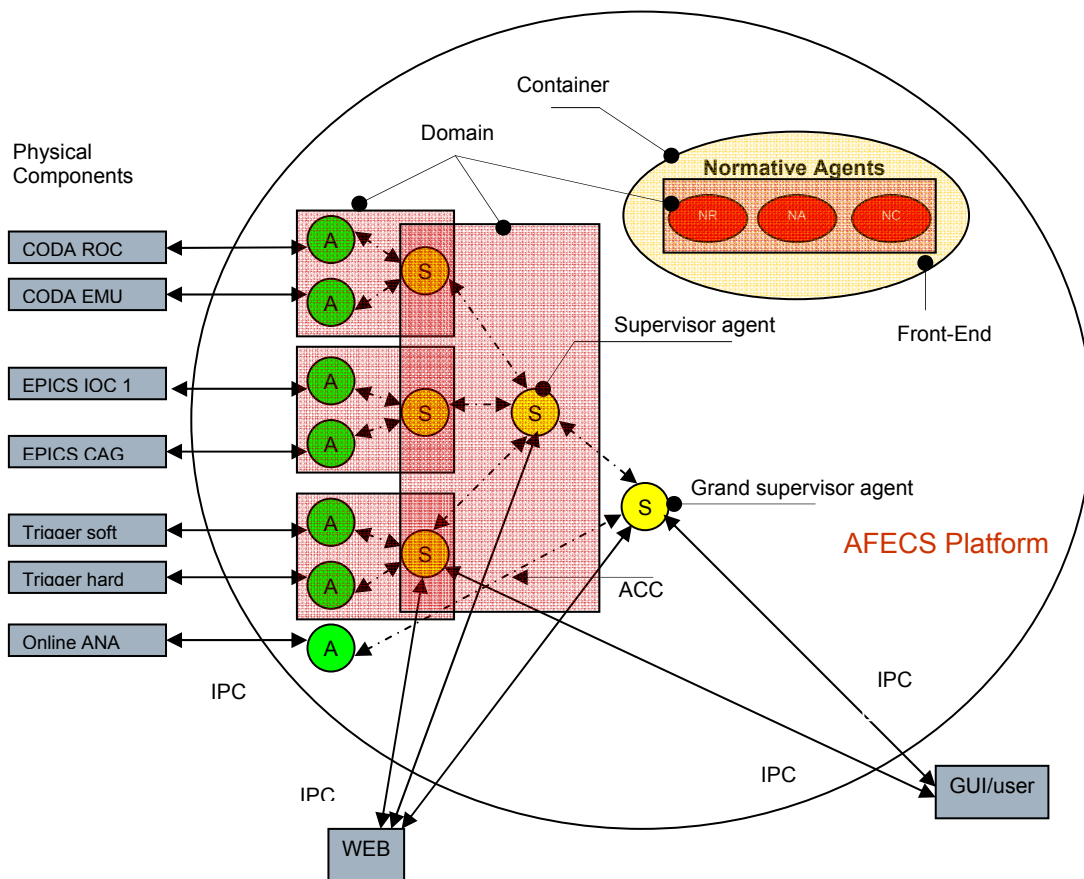 Container
Domain
Physical
Components
Normative Agents
NR
NA
NC
CODA ROC
CODA EMU
EPICS IOC 1
EPICS CAG
Trigger soft
Trigger hard
Online ANA
A
A
A
A
A
A
A
S
S
S
S
S
Supervisor agent
Front-End
Grand supervisor agent
AFECS Platform
ACC
IPC
IPC
IPC
IPC
GUI/user
WEB